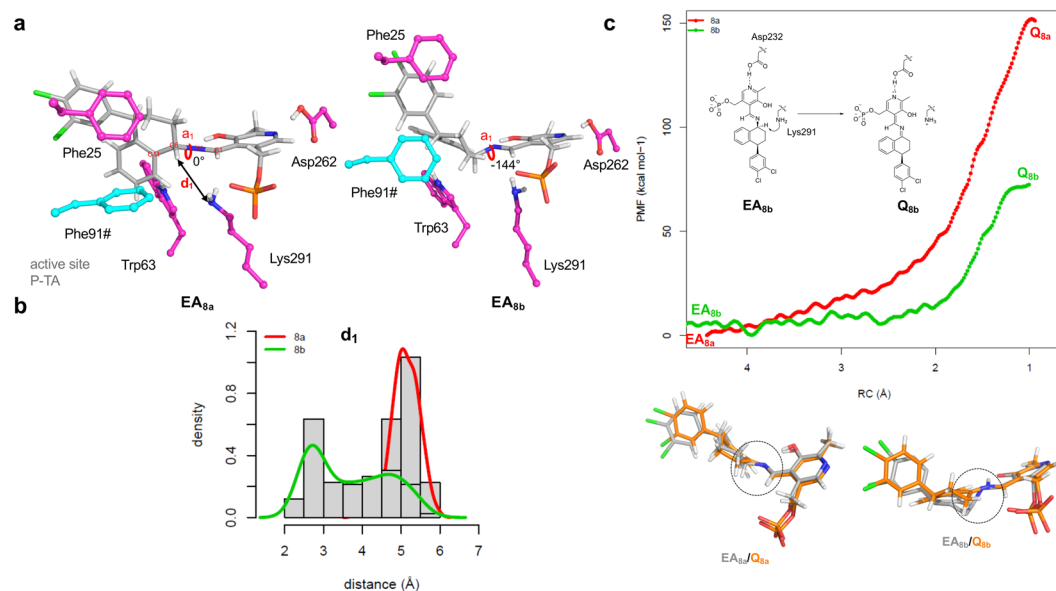 a
Phe25
a₁
0°
Phe25
Asp262
d₁
Phe91#
active site
P-TA
Trp63
Lys291
EA8a
Phe25
a₁
-144°
Asp262
Phe91#
Trp63
Lys291
EA8b
b
d₁
8a
8b
1.2
0.8
0.4
0.0
density
2 3 4 5 6 7
distance (Å)
c
8a
8b
150
100
50
0
PMF (kcal mol−1)
Q8a
Q8b
EA8b
EA8a
Asp232
Lys291
EA8b
Q8b
4 3 2 1
RC (Å)
EA8a/Q8a
EA8b/Q8b